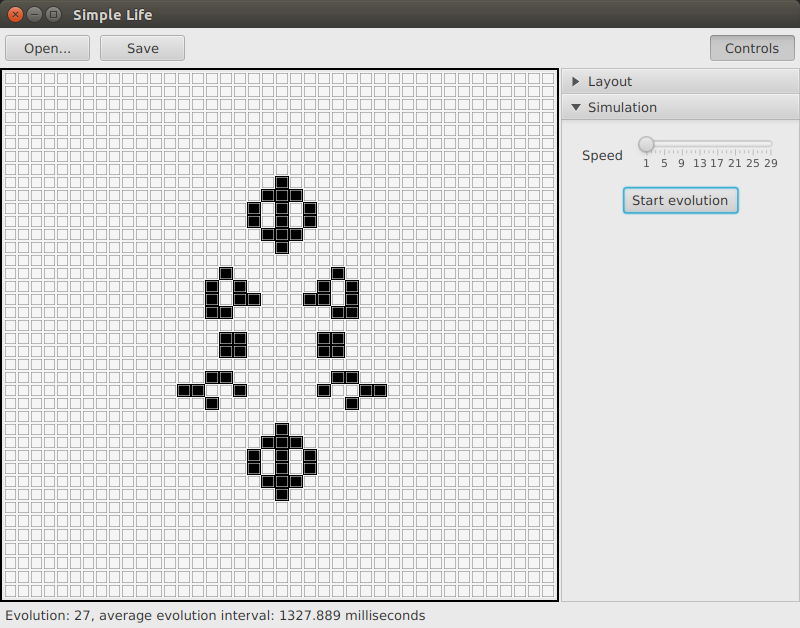 Simple Life
Open... Save Controls
Layout
Simulation
Speed
1 5 9 13 17 21 25 29
Start evolution
Evolution: 27, average evolution interval: 1327.889 milliseconds